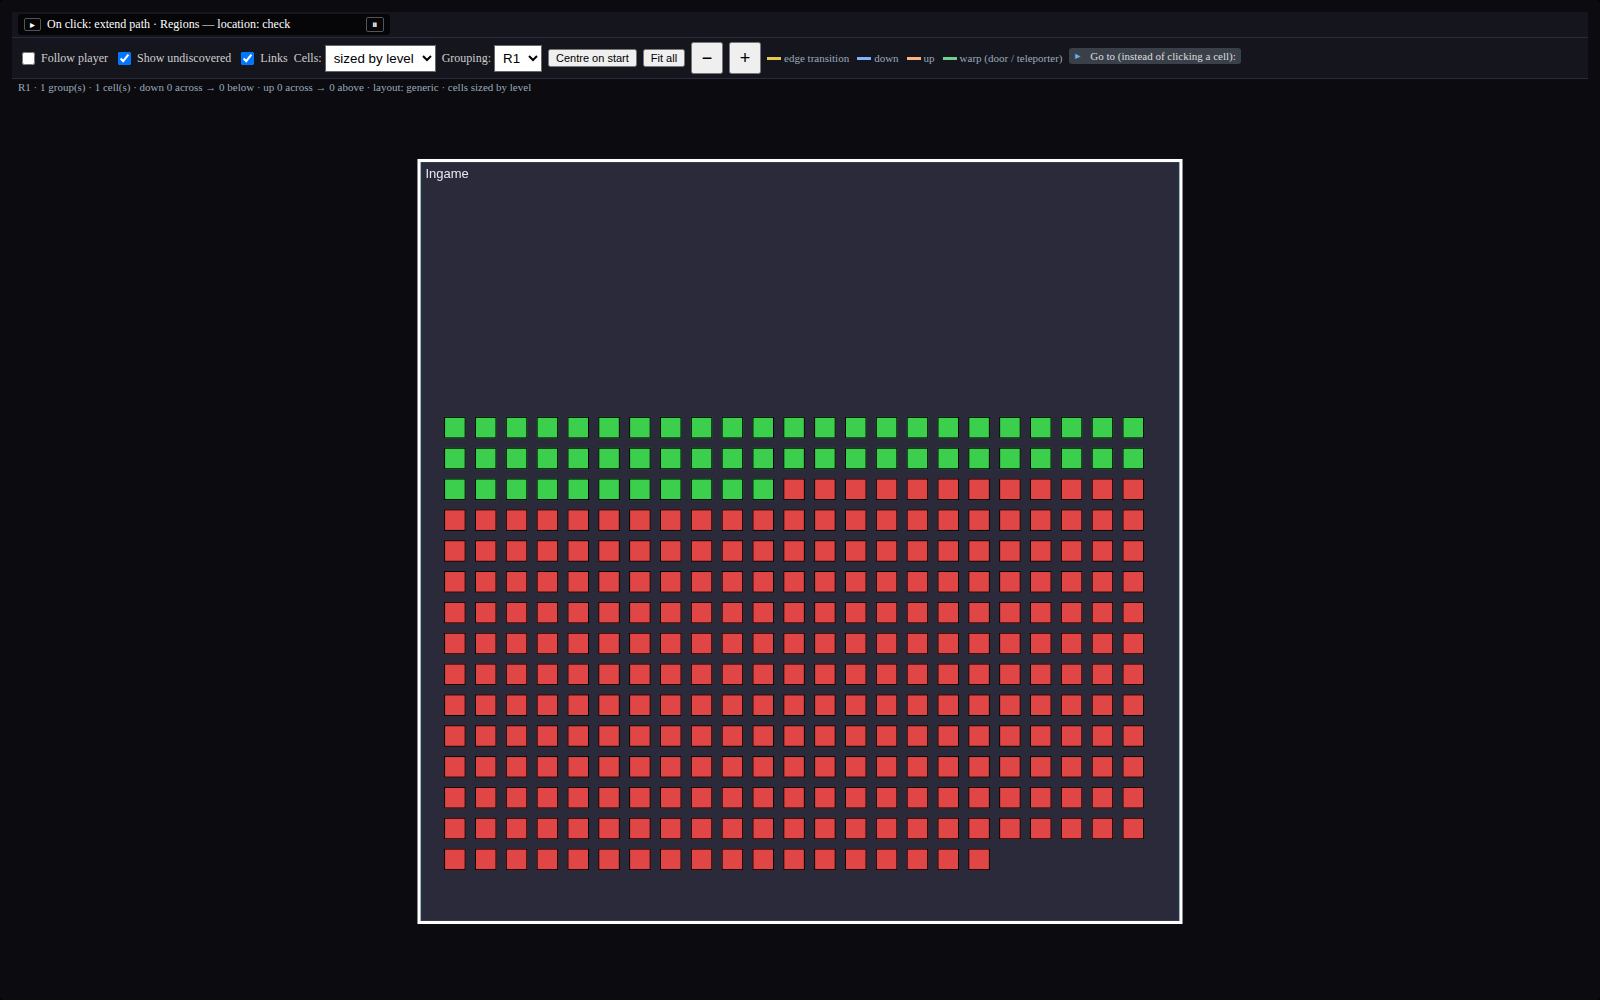 On click: extend path · Regions — location: check
Follow player Show undiscovered Links Cells: sized by level Grouping: R1 Centre on start Fit all − + edge transition down up warp (door / teleporter) Go to (instead of clicking a cell):
R1 · 1 group(s) · 1 cell(s) · down 0 across → 0 below · up 0 across → 0 above · layout: generic · cells sized by level
Ingame